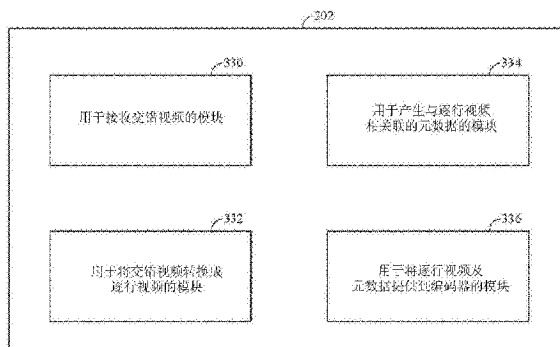 202
330
用于接收交错视频的模块
334
用于产生与逐行视频
相关联的元数据的模块
332
用于将交错视频转换成
逐行视频的模块
336
用于将逐行视频及
元数据提供到编码器的模块